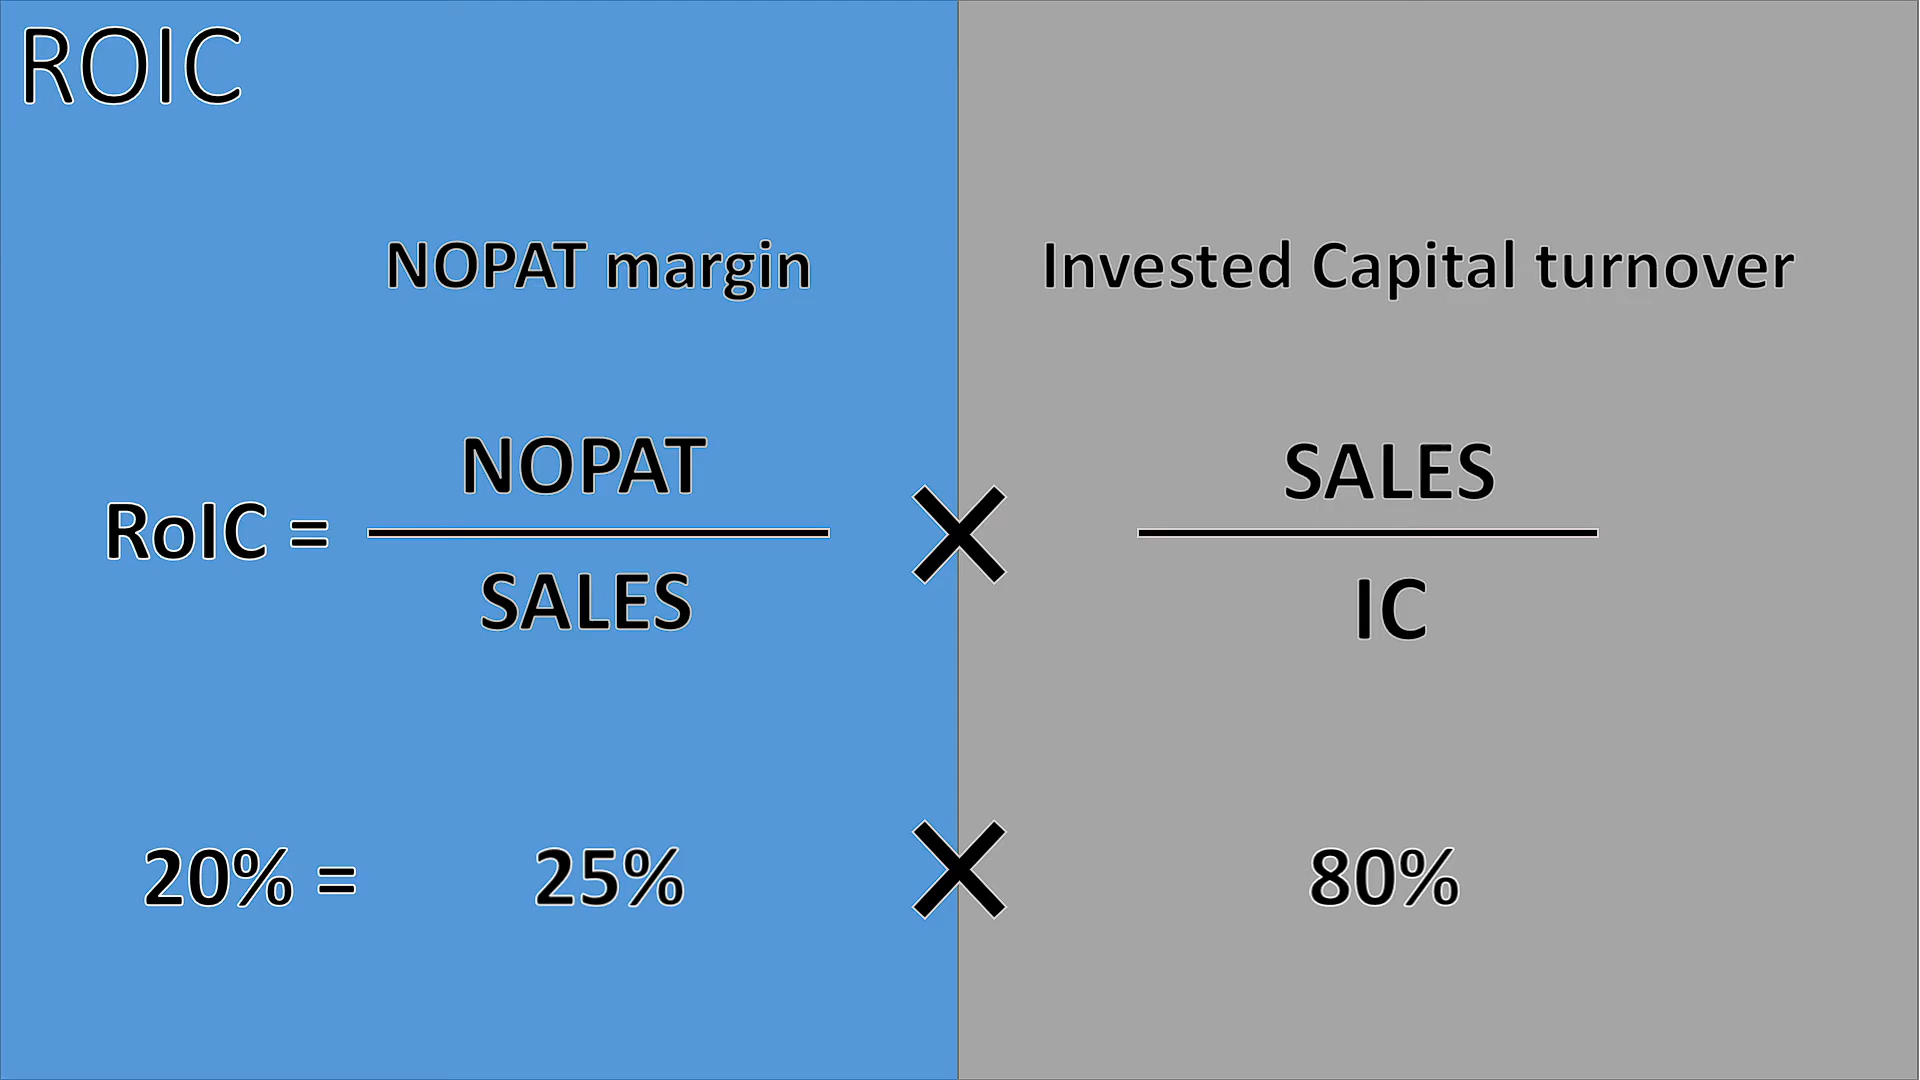 ROIC
NOPAT margin
Invested Capital turnover
RoIC = NOPAT / SALES × SALES / IC
20% = 25% × 80%